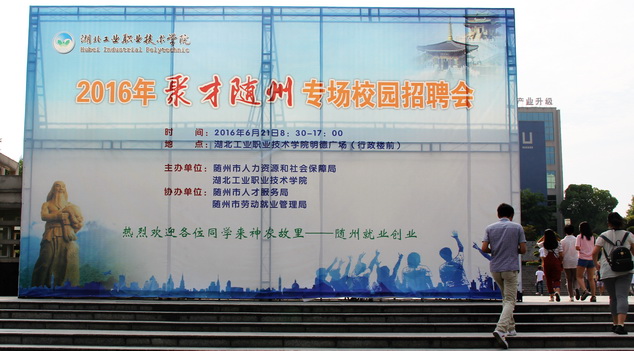 湖北工业职业技术学院
Hubei Industrial Polytechnic
2016年 聚才随州 专场校园招聘会
时 间： 2016年6月21日8：30-17：00
地 点： 湖北工业职业技术学院明德广场（行政楼前）
主办单位： 随州市人力资源和社会保障局
湖北工业职业技术学院
协办单位： 随州市人才服务局
随州市劳动就业管理局
热烈欢迎各位同学来神农故里——随州就业创业
产业升级